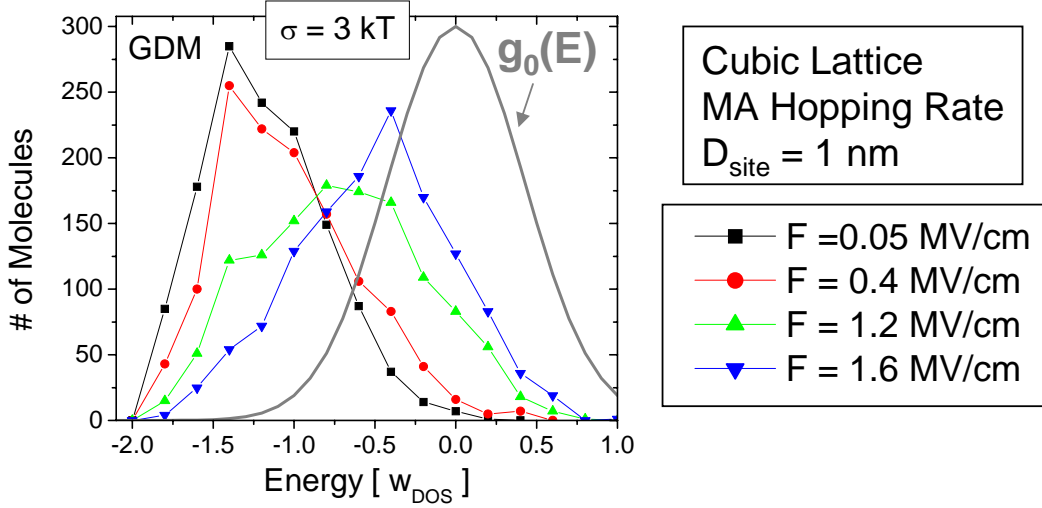 GDM
σ = 3 kT
g₀(E)
300
250
200
150
100
50
0
# of Molecules
-2.0 -1.5 -1.0 -0.5 0.0 0.5 1.0
Energy [ w_DOS ]
Cubic Lattice
MA Hopping Rate
D_site = 1 nm
F =0.05 MV/cm
F = 0.4 MV/cm
F = 1.2 MV/cm
F = 1.6 MV/cm